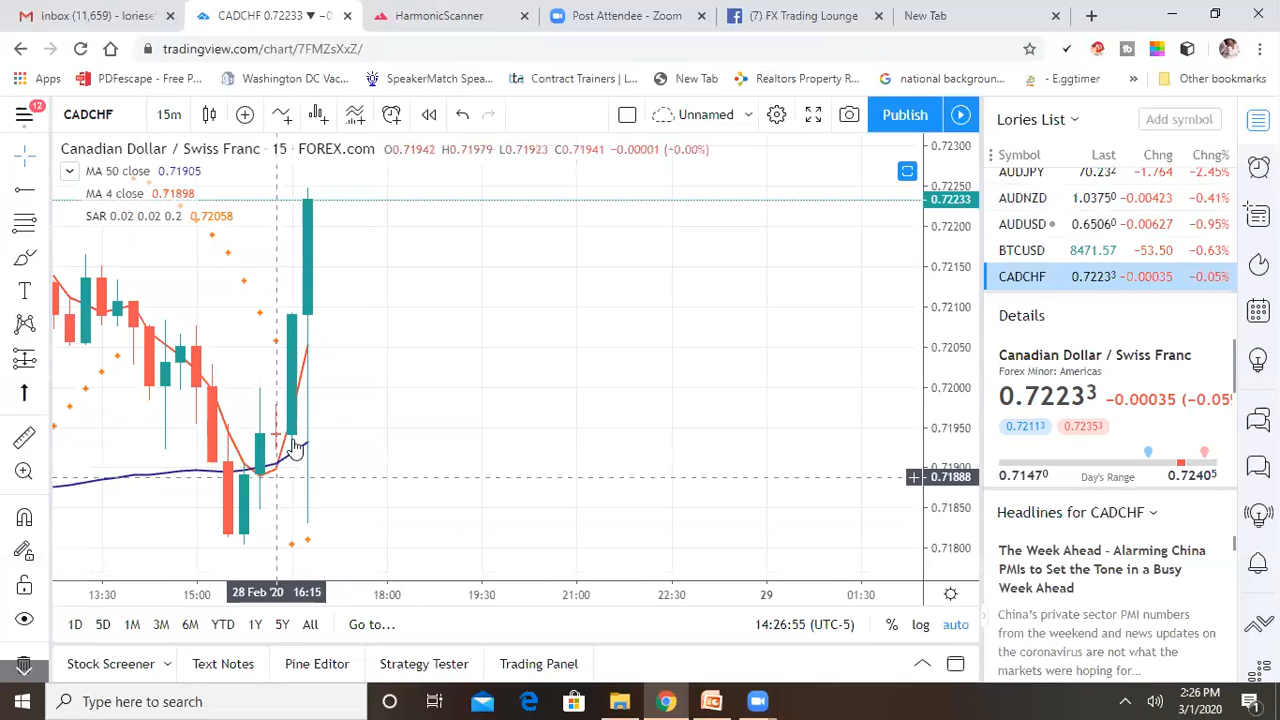 inbox (11,659) - loriese
CADCHF 0.72233 ▼ −0
HarmonicScanner
Post Attendee - Zoom
(7) FX Trading Lounge
New Tab
tradingview.com/chart/7FMZsXxZ/
Apps
PDFescape - Free P...
Washington DC Vac...
SpeakerMatch Spea...
Contract Trainers | L...
New Tab
Realtors Property R...
national backgroun...
- E.ggtimer
Other bookmarks
12
CADCHF
15m
Unnamed
Publish
Lories List
Add symbol
Canadian Dollar / Swiss Franc · 15 · FOREX.com O0.71942 H0.71979 L0.71923 C0.71941 −0.00001 (−0.00%)
MA 50 close 0.71905
MA 4 close 0.71898
SAR 0.02 0.02 0.2 0.72058
0.72300
0.72250
0.72233
0.72200
0.72150
0.72100
0.72050
0.72000
0.71950
0.71900
0.71888
0.71850
0.71800
13:30
15:00
28 Feb '20 16:15
18:00
19:30
21:00
22:30
29
01:30
1D
5D
1M
3M
6M
YTD
1Y
5Y
All
Go to...
14:26:55 (UTC-5)
%
log
auto
Stock Screener
Text Notes
Pine Editor
Strategy Tester
Trading Panel
Symbol Last Chng Chng%
AUDJPY 70.234 −1.764 −2.45%
AUDNZD 1.03750 −0.00423 −0.41%
AUDUSD 0.65060 −0.00627 −0.95%
BTCUSD 8471.57 −53.50 −0.63%
CADCHF 0.72233 −0.00035 −0.05%
Details
Canadian Dollar / Swiss Franc
Forex Minor: Americas
0.72233 −0.00035 (−0.05%
0.72113
0.72353
0.71470 Day's Range 0.72405
Headlines for CADCHF
The Week Ahead - Alarming China
PMIs to Set the Tone in a Busy
Week Ahead
China's private sector PMI numbers
from the weekend and news updates on
the coronavirus are not what the
markets were hoping for...
Type here to search
2:26 PM
3/1/2020
1